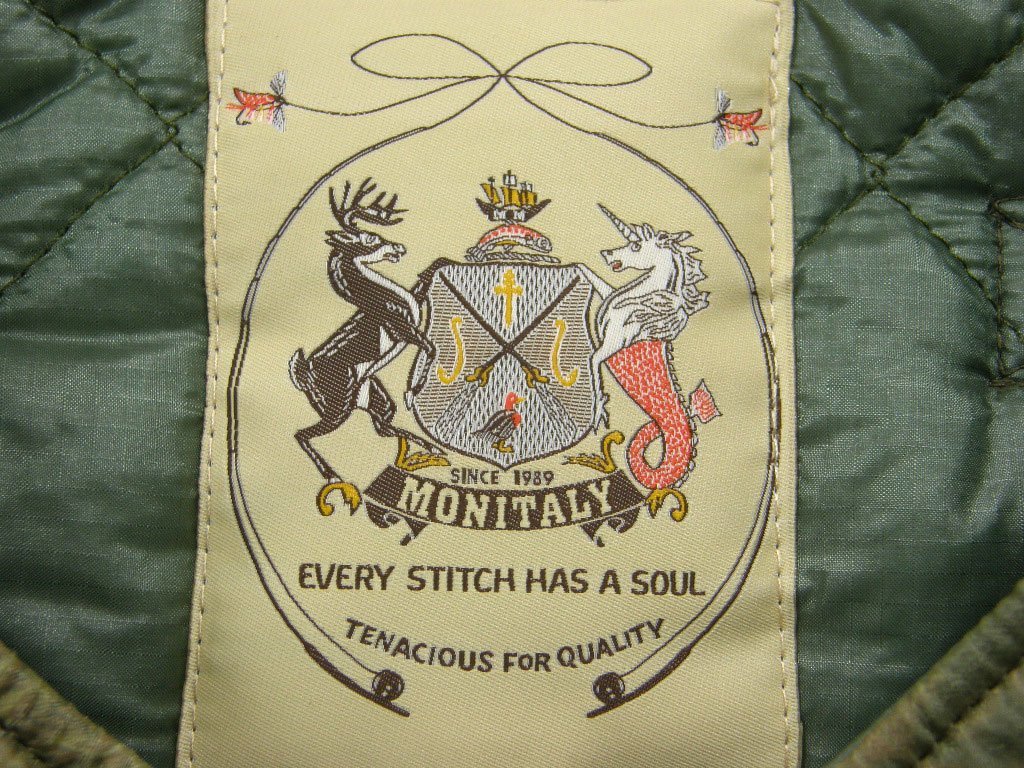 SINCE 1989
MONITALY
EVERY STITCH HAS A SOUL
TENACIOUS FOR QUALITY